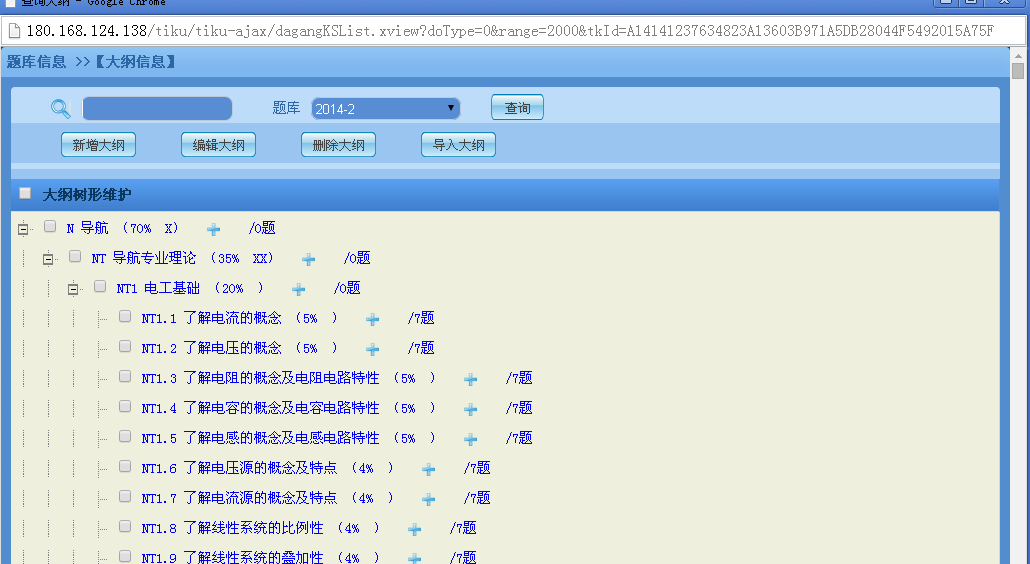 查询大纲 - Google Chrome
180.168.124.138/tiku/tiku-ajax/dagangKSList.xview?doType=0&range=2000&tkId=A14141237634823A13603B971A5DB28044F5492015A75F
题库信息 >>【大纲信息】
题库 2014-2 查询
新增大纲 编辑大纲 删除大纲 导入大纲
大纲树形维护
N 导航 （70% X） /0题
NT 导航专业理论 （35% XX） /0题
NT1 电工基础 （20% ） /0题
NT1.1 了解电流的概念 （5% ） /7题
NT1.2 了解电压的概念 （5% ） /7题
NT1.3 了解电阻的概念及电阻电路特性 （5% ） /7题
NT1.4 了解电容的概念及电容电路特性 （5% ） /7题
NT1.5 了解电感的概念及电感电路特性 （5% ） /7题
NT1.6 了解电压源的概念及特点 （4% ） /7题
NT1.7 了解电流源的概念及特点 （4% ） /7题
NT1.8 了解线性系统的比例性 （4% ） /7题
NT1.9 了解线性系统的叠加性 （4% ） /7题